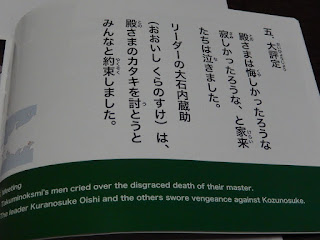 五、大評定
殿さまは悔しかったろうな
寂しかったろうな、と家来
たちは泣きました。
リーダーの大石内蔵助
（おおいし くらのすけ）は、
殿さまのカタキを討とうと
みんなと約束しました。
Meeting
Takuminoksmi's men cried over the disgraced death of their master.
The leader Kuranosuke Oishi and the others swore vengeance against Kozunosuke.